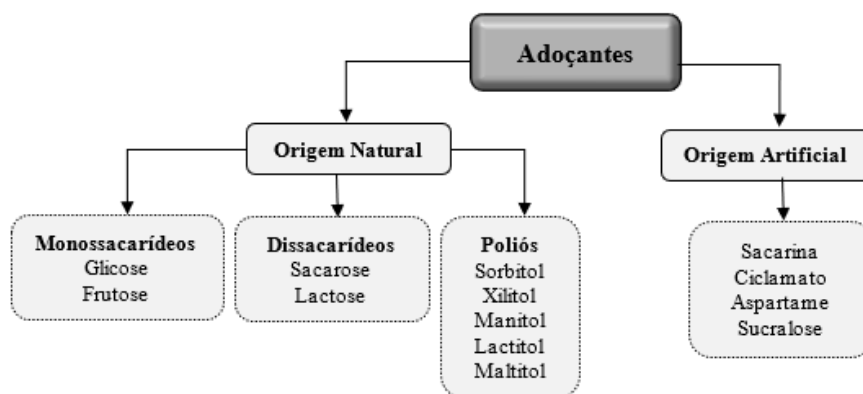 Adoçantes
Origem Natural
Origem Artificial
Monossacarídeos
Glicose
Frutose
Dissacarídeos
Sacarose
Lactose
Poliós
Sorbitol
Xilitol
Manitol
Lactitol
Maltitol
Sacarina
Ciclamato
Aspartame
Sucralose